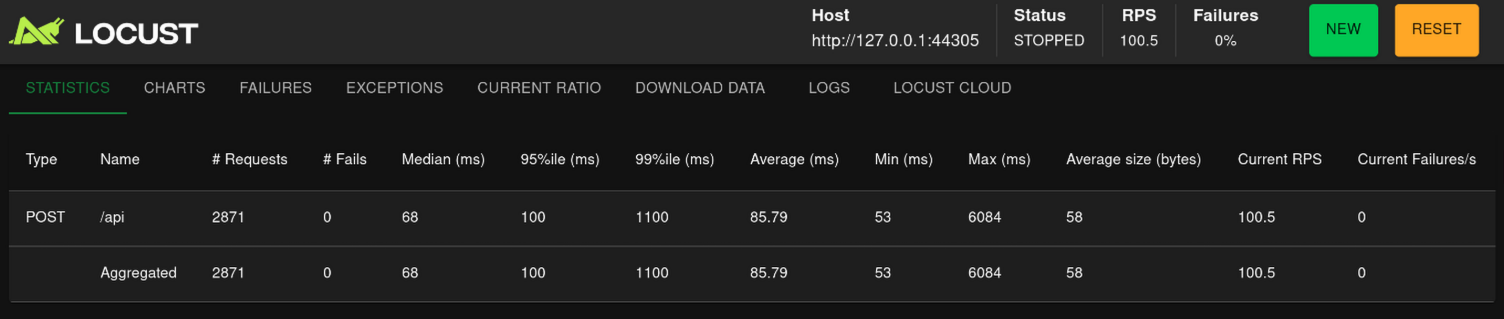 LOCUST
Host Status RPS Failures
http://127.0.0.1:44305 STOPPED 100.5 0%
NEW RESET
STATISTICS CHARTS FAILURES EXCEPTIONS CURRENT RATIO DOWNLOAD DATA LOGS LOCUST CLOUD
Type Name # Requests # Fails Median (ms) 95%ile (ms) 99%ile (ms) Average (ms) Min (ms) Max (ms) Average size (bytes) Current RPS Current Failures/s
POST /api 2871 0 68 100 1100 85.79 53 6084 58 100.5 0
Aggregated 2871 0 68 100 1100 85.79 53 6084 58 100.5 0